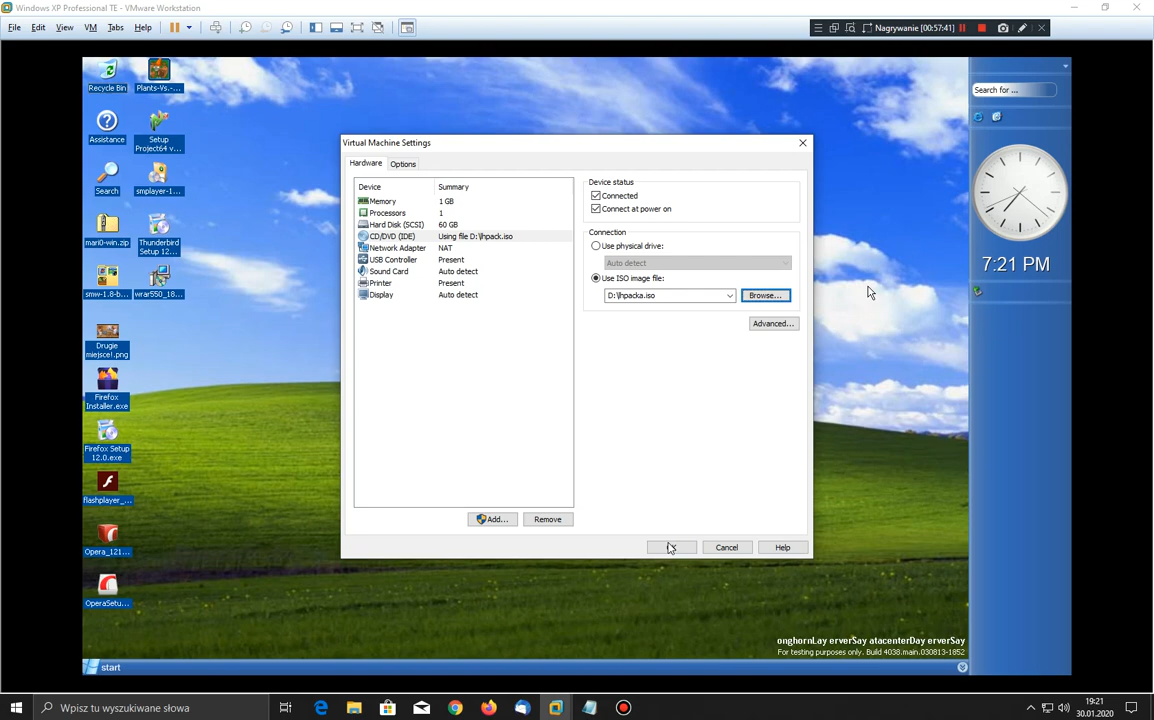 Windows XP Professional TE - VMware Workstation
File Edit View VM Tabs Help
Nagrywanie [00:57:41]
Recycle Bin
Plants-Vs.-...
Assistance
Setup
Project64 v...
Search
smplayer-1...
mari0-win.zip
Thunderbird
Setup 12....
smw-1.8-b...
wrar550_18...
Drugie
miejsce!.png
Firefox
Installer.exe
Firefox Setup
12.0.exe
flashplayer_...
Opera_121...
OperaSetu...
Virtual Machine Settings
Hardware Options
Device Summary
Memory 1 GB
Processors 1
Hard Disk (SCSI) 60 GB
CD/DVD (IDE) Using file D:\lhpack.iso
Network Adapter NAT
USB Controller Present
Sound Card Auto detect
Printer Present
Display Auto detect
Add... Remove
Device status
Connected
Connect at power on
Connection
Use physical drive:
Auto detect
Use ISO image file:
D:\lhpacka.iso Browse...
Advanced...
Cancel Help
Search for ...
7:21 PM
onghornLay erverSay atacenterDay erverSay
For testing purposes only. Build 4038.main.030813-1852
start
Wpisz tu wyszukiwane słowa
19:21
30.01.2020